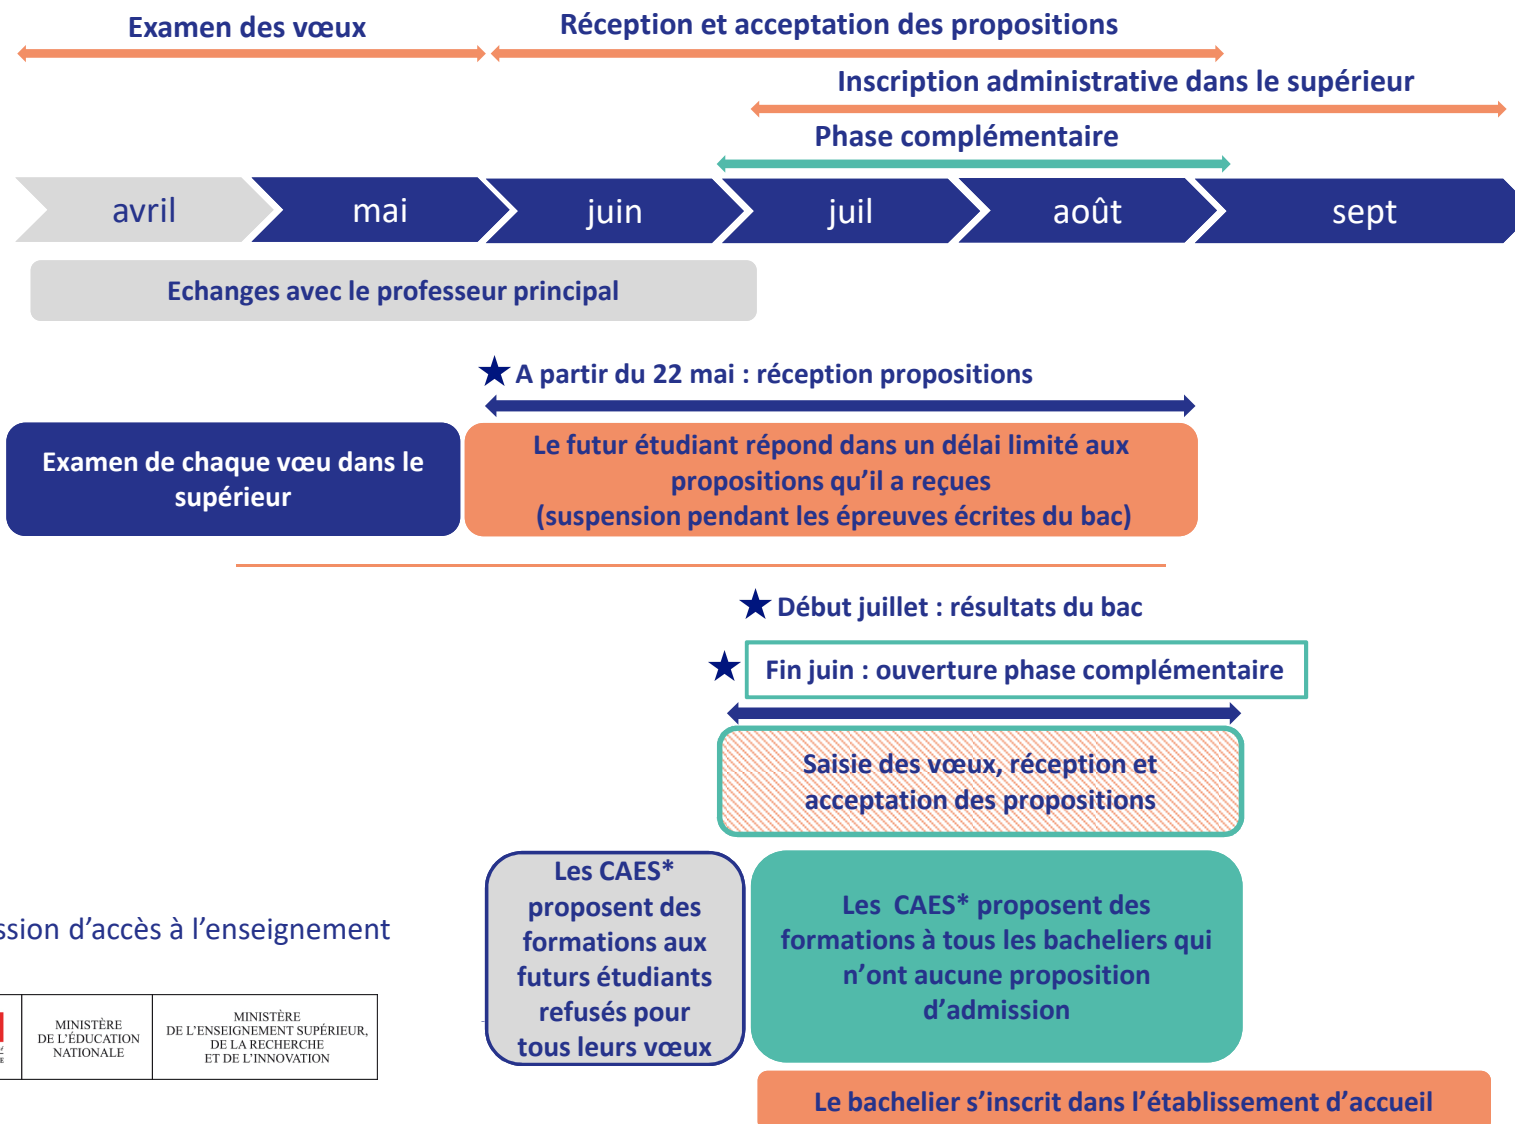 Examen des vœux
Réception et acceptation des propositions
Inscription administrative dans le supérieur
Phase complémentaire
avril
mai
juin
juil
août
sept
Echanges avec le professeur principal
A partir du 22 mai : réception propositions
Examen de chaque vœu dans le
supérieur
Le futur étudiant répond dans un délai limité aux
propositions qu’il a reçues
(suspension pendant les épreuves écrites du bac)
Début juillet : résultats du bac
Fin juin : ouverture phase complémentaire
Saisie des vœux, réception et
acceptation des propositions
Les CAES*
proposent des
formations aux
futurs étudiants
refusés pour
tous leurs vœux
Les CAES* proposent des
formations à tous les bacheliers qui
n’ont aucune proposition
d’admission
ssion d’accès à l’enseignement
MINISTÈRE
DE L’ÉDUCATION
NATIONALE
MINISTÈRE
DE L’ENSEIGNEMENT SUPÉRIEUR,
DE LA RECHERCHE
ET DE L’INNOVATION
Le bachelier s’inscrit dans l’établissement d’accueil